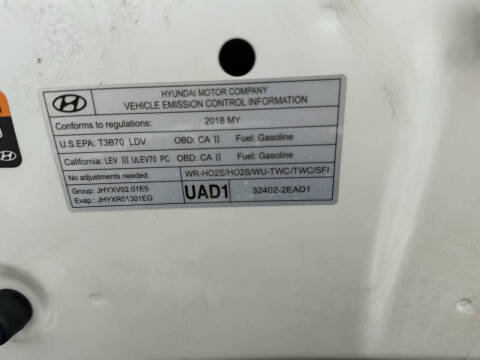 HYUNDAI MOTOR COMPANY
VEHICLE EMISSION CONTROL INFORMATION
Conforms to regulations: 2018 MY
U.S.EPA: T3B70 LDV OBD: CA II Fuel: Gasoline
California: LEV III ULEV70 PC OBD: CA II Fuel: Gasoline
No adjustments needed. WR-HO2S/HO2S/WU-TWC/TWC/SFI
Group: JHYXV02.01E5 UAD1 32402-2EAD1
Evap.: JHYXR01301EG